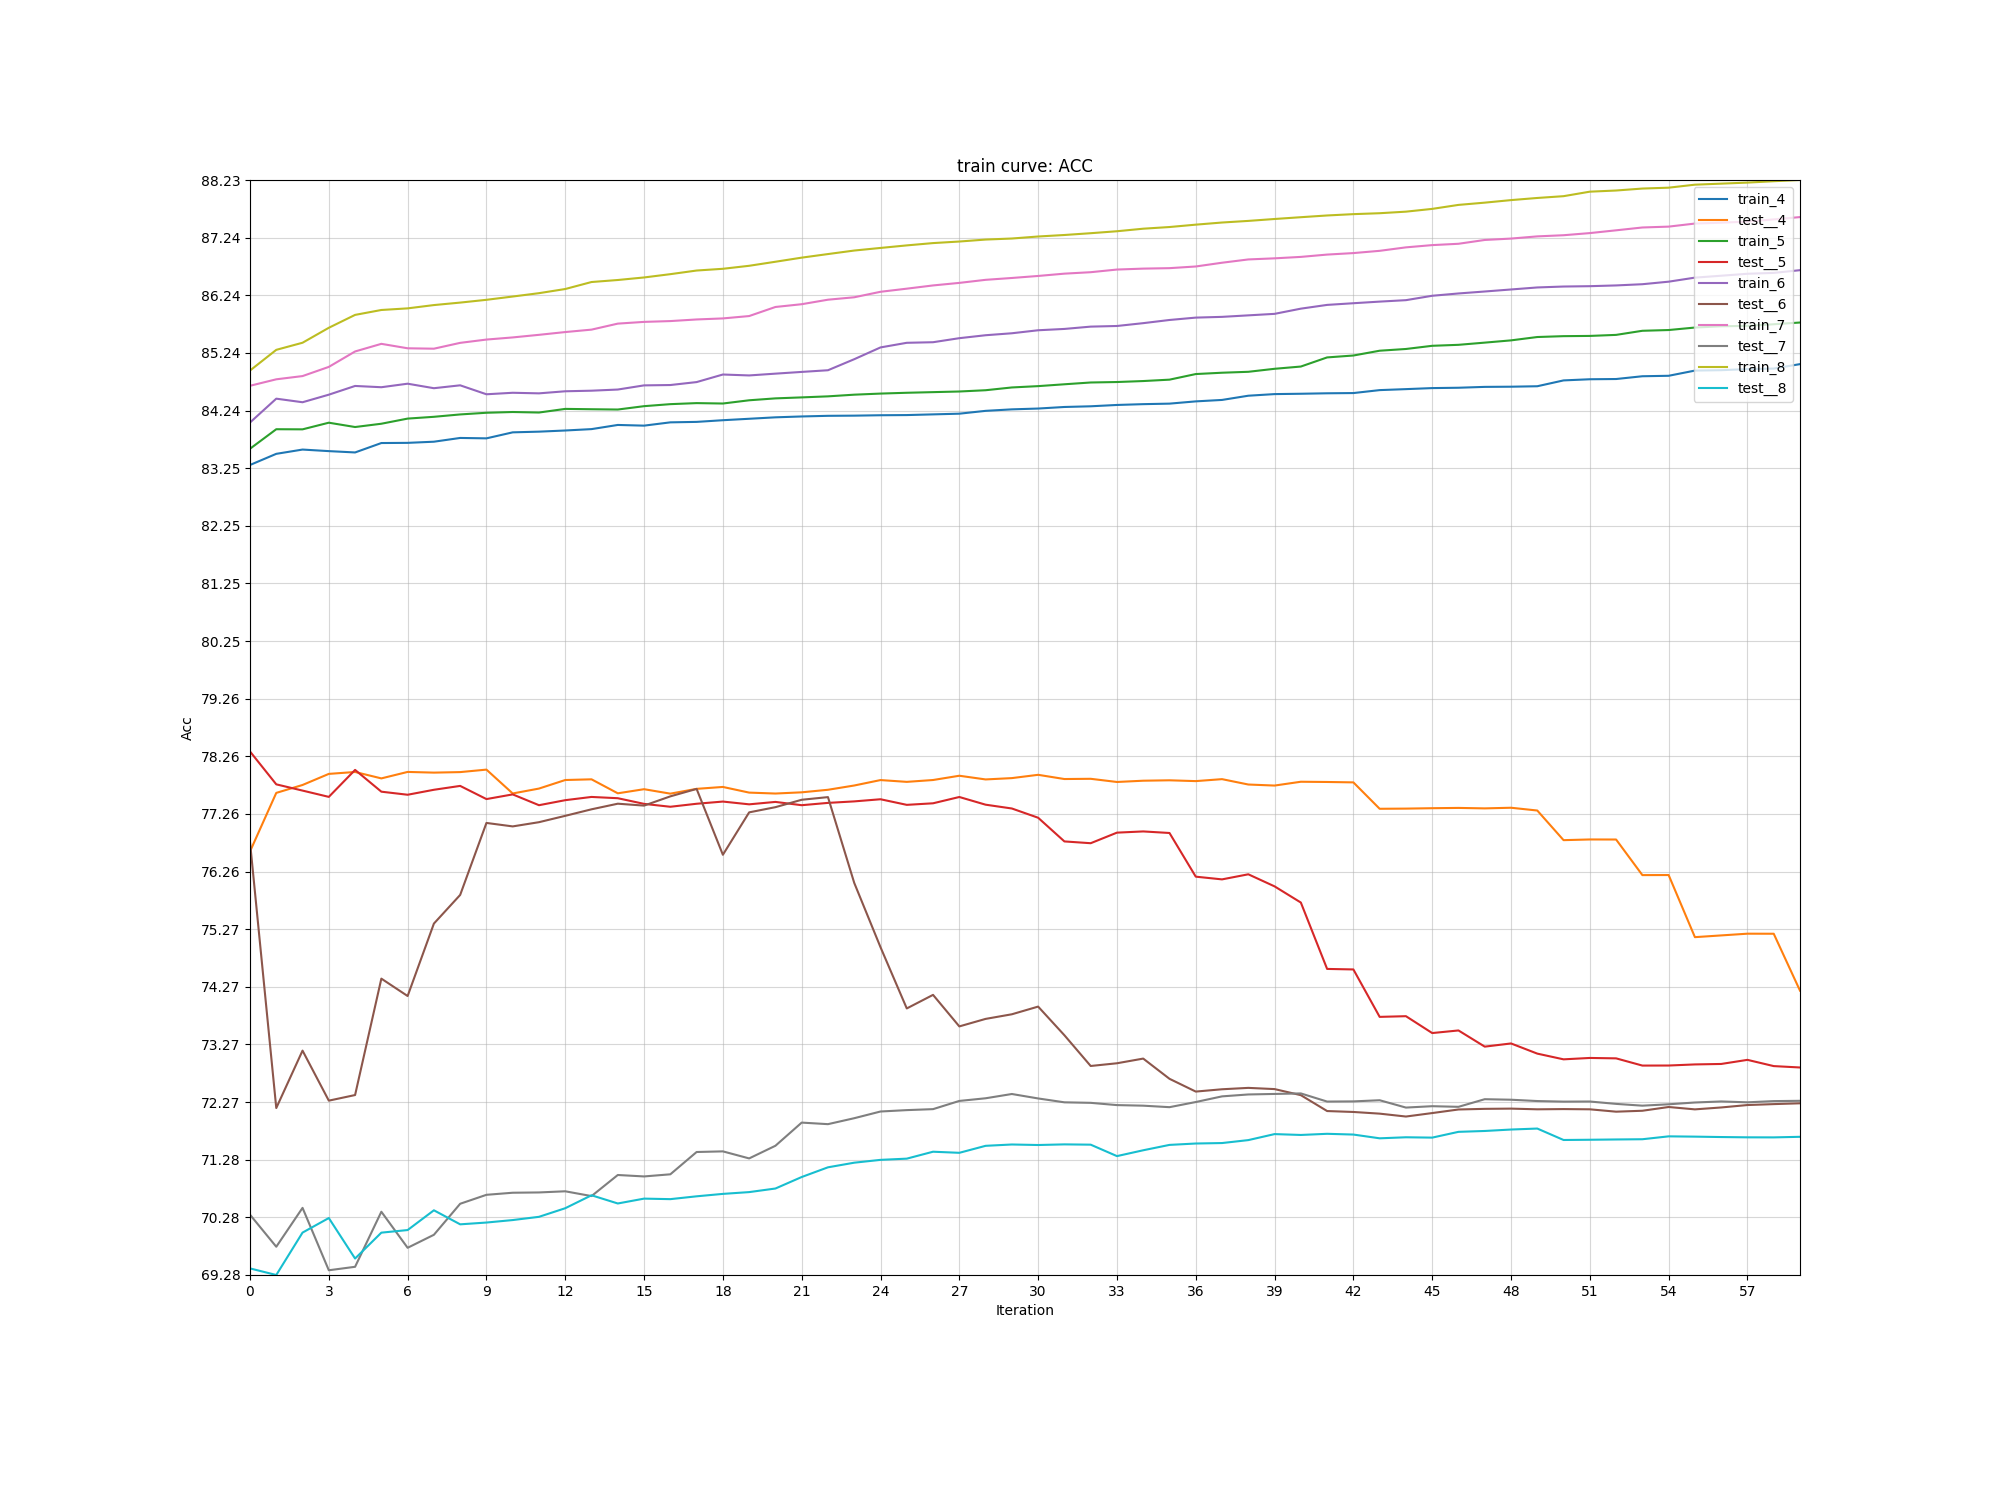 train curve: ACC
88.23
87.24
86.24
85.24
84.24
83.25
82.25
81.25
80.25
79.26
78.26
77.26
76.26
75.27
74.27
73.27
72.27
71.28
70.28
69.28
Acc
train_4
test__4
train_5
test__5
train_6
test__6
train_7
test__7
train_8
test__8
0 3 6 9 12 15 18 21 24 27 30 33 36 39 42 45 48 51 54 57
Iteration